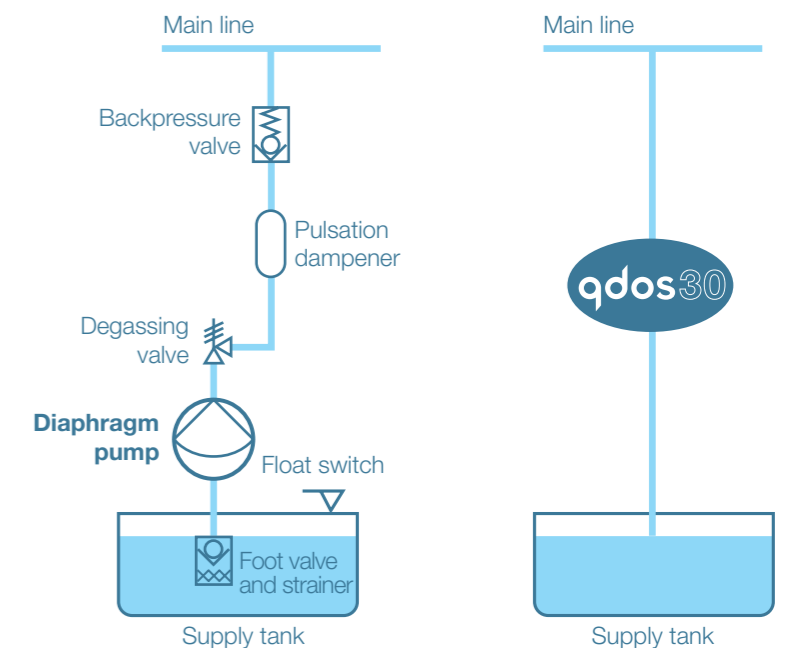 Main line
Backpressure
valve
Pulsation
dampener
Degassing
valve
Diaphragm
pump
Float switch
Foot valve
and strainer
Supply tank
Main line
qdos30
Supply tank